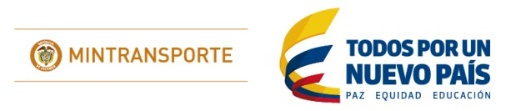 MINTRANSPORTE
TODOS POR UN
NUEVO PAÍS
PAZ EQUIDAD EDUCACIÓN